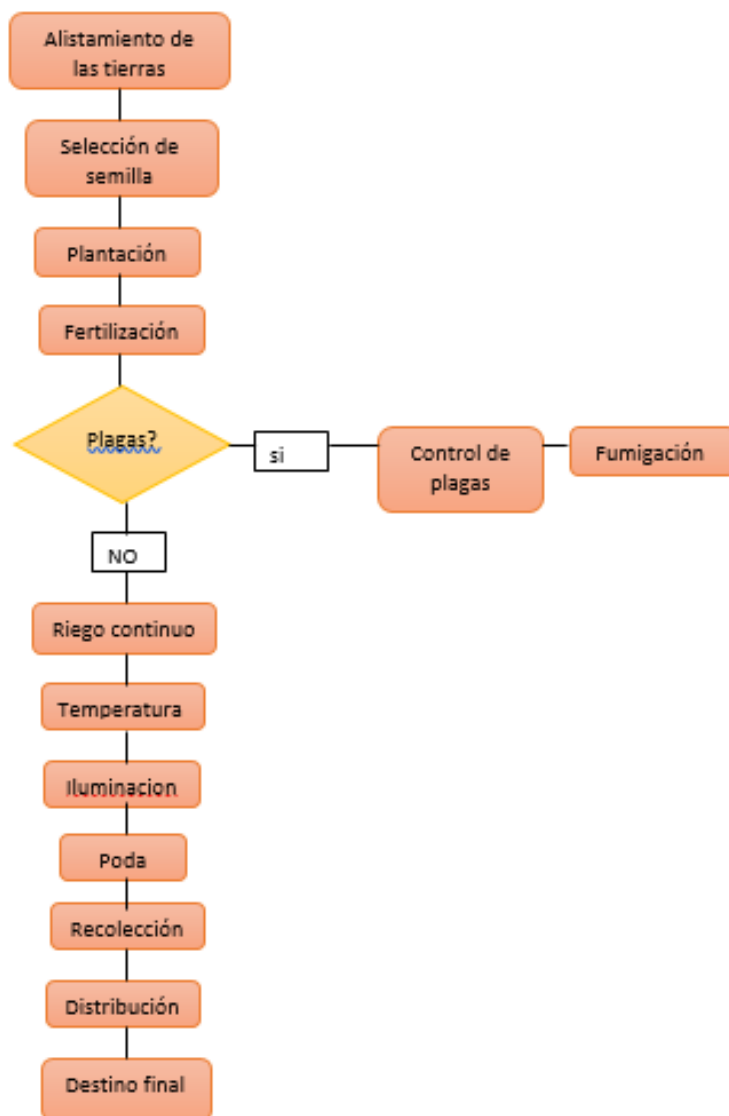 Alistamiento de
las tierras
Selección de
semilla
Plantación
Fertilización
Plagas?
si
Control de
plagas
Fumigación
NO
Riego continuo
Temperatura
Iluminacion
Poda
Recolección
Distribución
Destino final